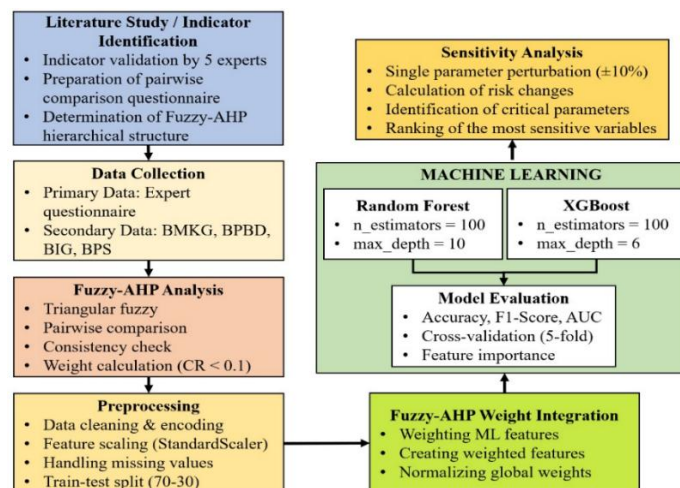 Literature Study / Indicator
Identification
• Indicator validation by 5 experts
• Preparation of pairwise
comparison questionnaire
• Determination of Fuzzy-AHP
hierarchical structure
Data Collection
• Primary Data: Expert
questionnaire
• Secondary Data: BMKG, BPBD,
BIG, BPS
Fuzzy-AHP Analysis
• Triangular fuzzy
• Pairwise comparison
• Consistency check
• Weight calculation (CR < 0.1)
Preprocessing
• Data cleaning & encoding
• Feature scaling (StandardScaler)
• Handling missing values
• Train-test split (70-30)
Fuzzy-AHP Weight Integration
• Weighting ML features
• Creating weighted features
• Normalizing global weights
MACHINE LEARNING
Random Forest
• n_estimators = 100
• max_depth = 10
XGBoost
• n_estimators = 100
• max_depth = 6
Model Evaluation
• Accuracy, F1-Score, AUC
• Cross-validation (5-fold)
• Feature importance
Sensitivity Analysis
• Single parameter perturbation (±10%)
• Calculation of risk changes
• Identification of critical parameters
• Ranking of the most sensitive variables